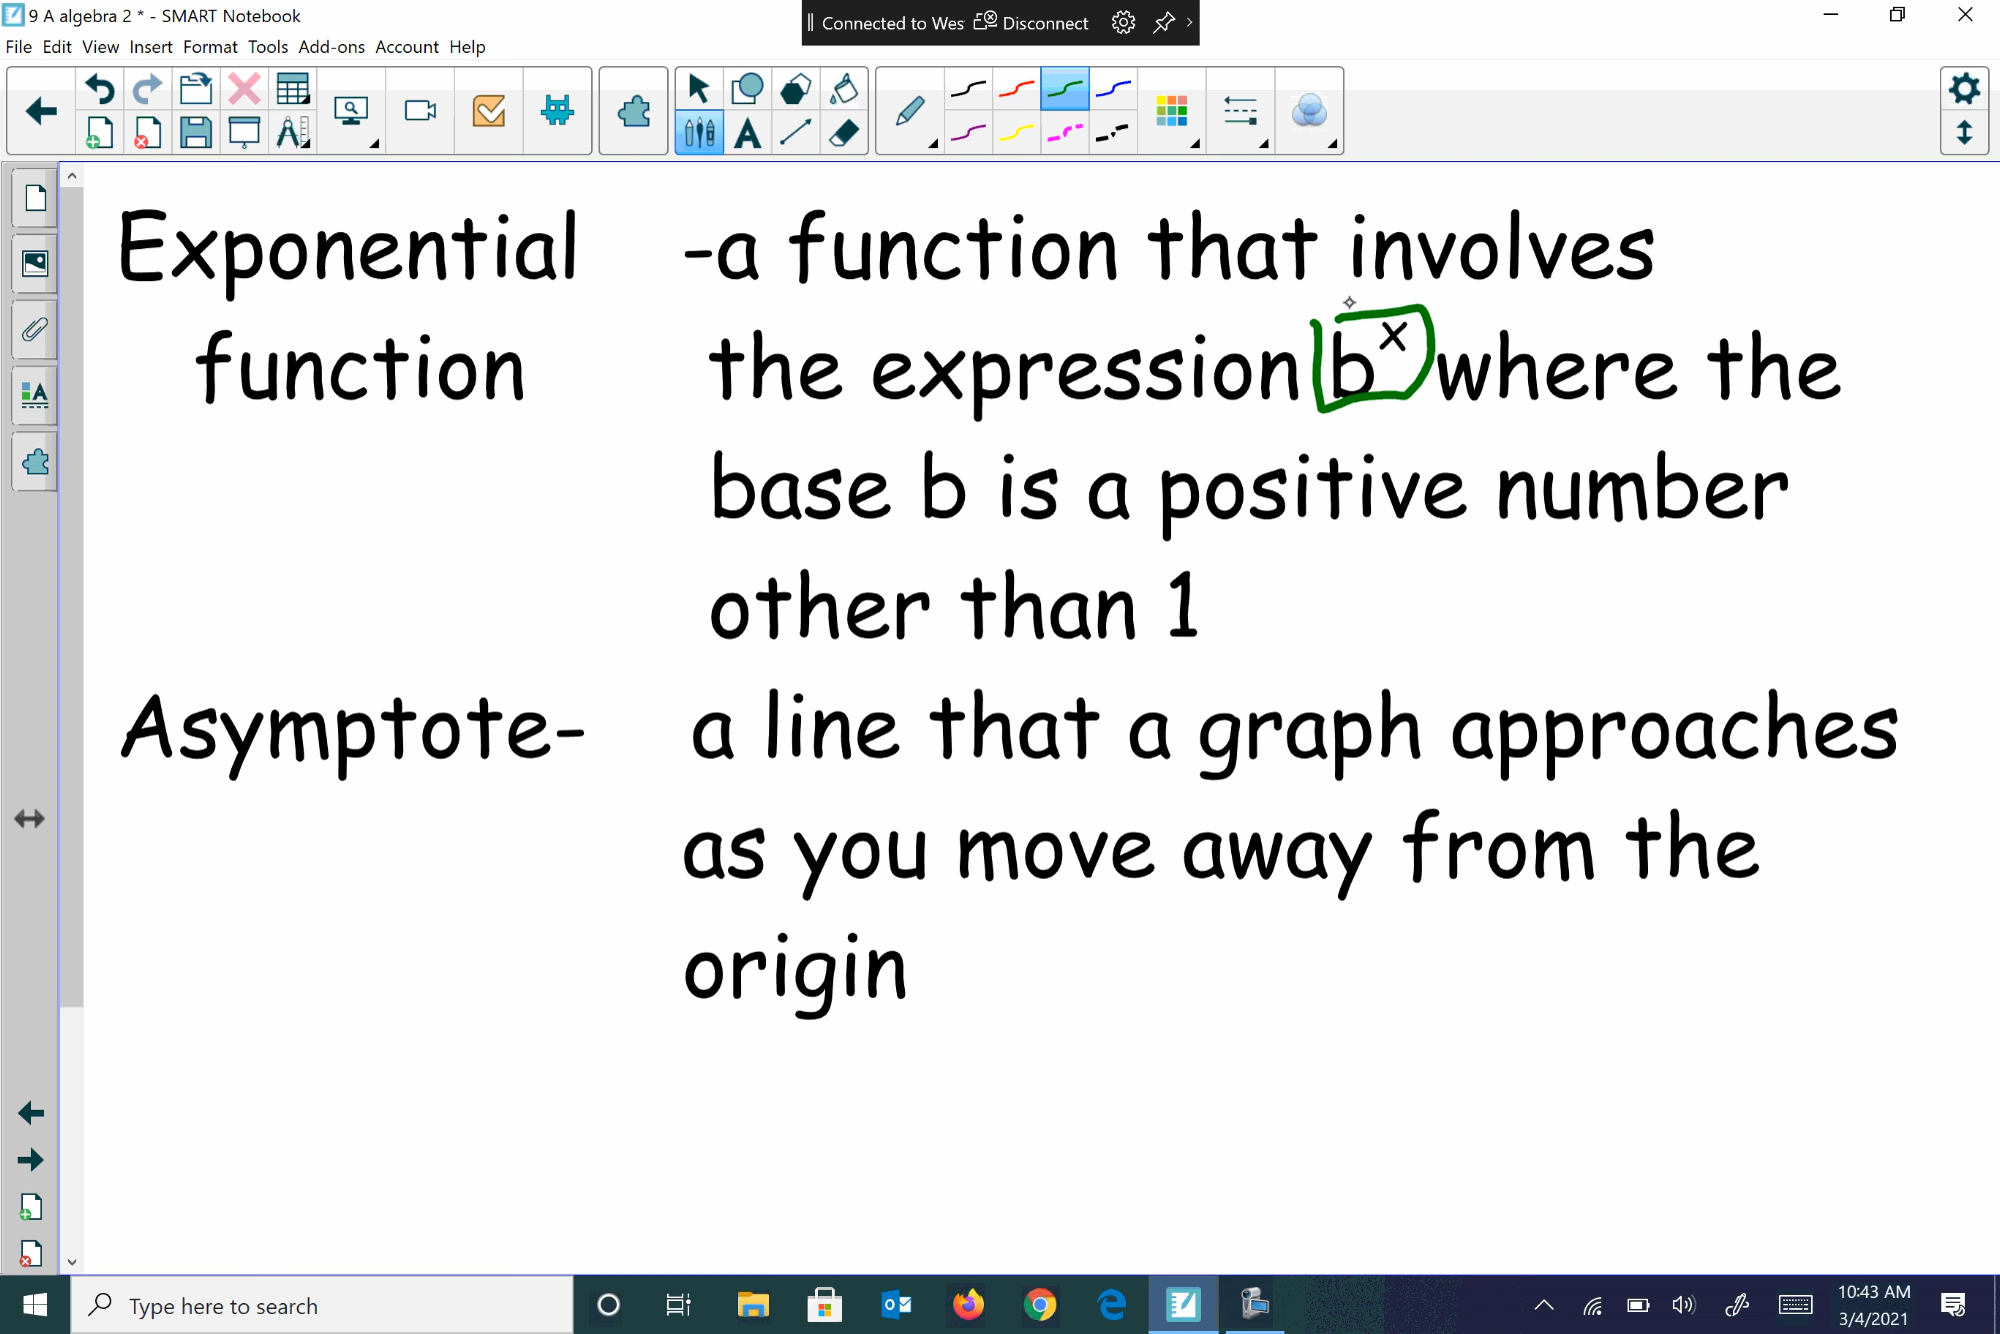 9 A algebra 2 * - SMART Notebook
Connected to Wes Disconnect
File Edit View Insert Format Tools Add-ons Account Help
Exponential -a function that involves
function the expression b^x where the
base b is a positive number
other than 1
Asymptote- a line that a graph approaches
as you move away from the
origin
Type here to search
10:43 AM
3/4/2021